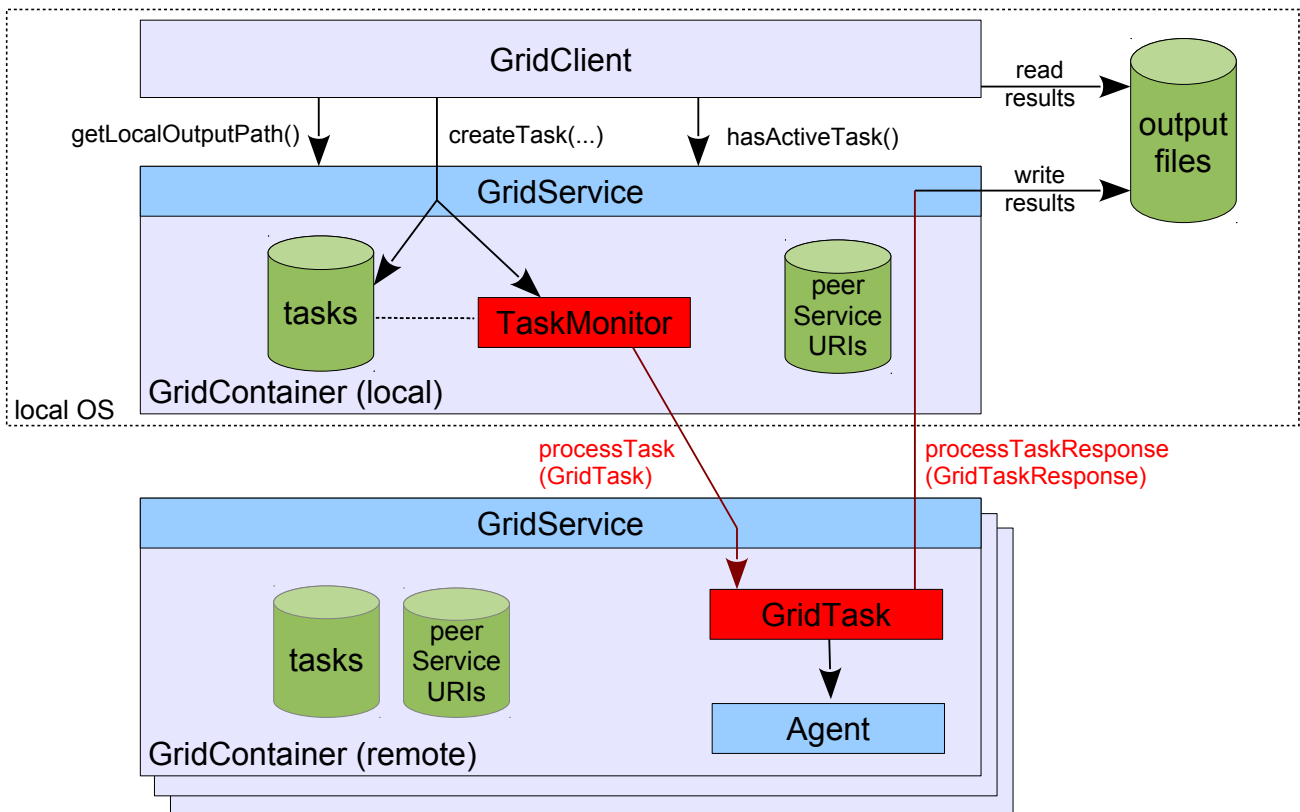 GridClient
read
results
output
files
getLocalOutputPath()
createTask(...)
hasActiveTask()
GridService
write
results
tasks
TaskMonitor
peer
Service
URIs
GridContainer (local)
local OS
processTask
(GridTask)
processTaskResponse
(GridTaskResponse)
GridService
tasks
peer
Service
URIs
GridTask
Agent
GridContainer (remote)